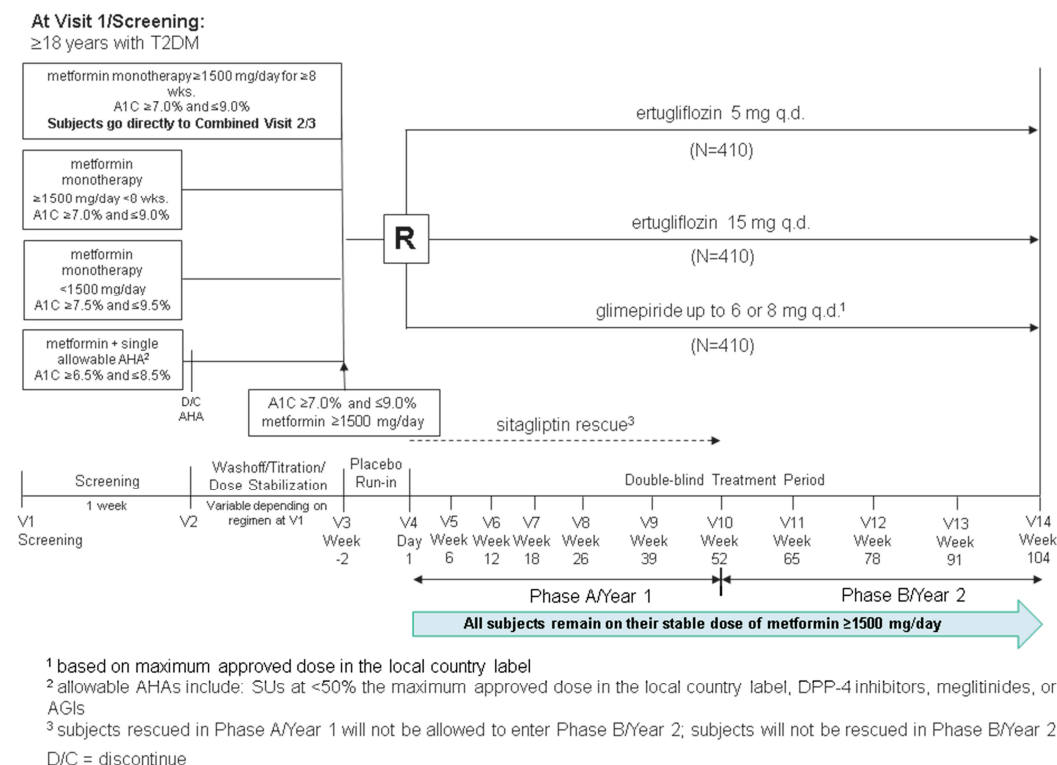 At Visit 1/Screening:
≥18 years with T2DM
metformin monotherapy ≥1500 mg/day for ≥8
wks.
A1C ≥7.0% and ≤9.0%
Subjects go directly to Combined Visit 2/3
metformin
monotherapy
≥1500 mg/day <8 wks.
A1C ≥7.0% and ≤9.0%
metformin
monotherapy
<1500 mg/day
A1C ≥7.5% and ≤9.5%
metformin + single
allowable AHA²
A1C ≥6.5% and ≤8.5%
D/C
AHA
A1C ≥7.0% and ≤9.0%
metformin ≥1500 mg/day
R
ertugliflozin 5 mg q.d.
(N=410)
ertugliflozin 15 mg q.d.
(N=410)
glimepiride up to 6 or 8 mg q.d.¹
(N=410)
sitagliptin rescue³
Screening
1 week
Washoff/Titration/
Dose Stabilization
Variable depending on
regimen at V1
Placebo
Run-in
Double-blind Treatment Period
V1
Screening
V2
V3
Week
-2
V4
Day
1
V5
Week
6
V6
Week
12
V7
Week
18
V8
Week
26
V9
Week
39
V10
Week
52
V11
Week
65
V12
Week
78
V13
Week
91
V14
Week
104
Phase A/Year 1
Phase B/Year 2
All subjects remain on their stable dose of metformin ≥1500 mg/day
¹ based on maximum approved dose in the local country label
² allowable AHAs include: SUs at <50% the maximum approved dose in the local country label, DPP-4 inhibitors, meglitinides, or
AGIs
³ subjects rescued in Phase A/Year 1 will not be allowed to enter Phase B/Year 2; subjects will not be rescued in Phase B/Year 2
D/C = discontinue